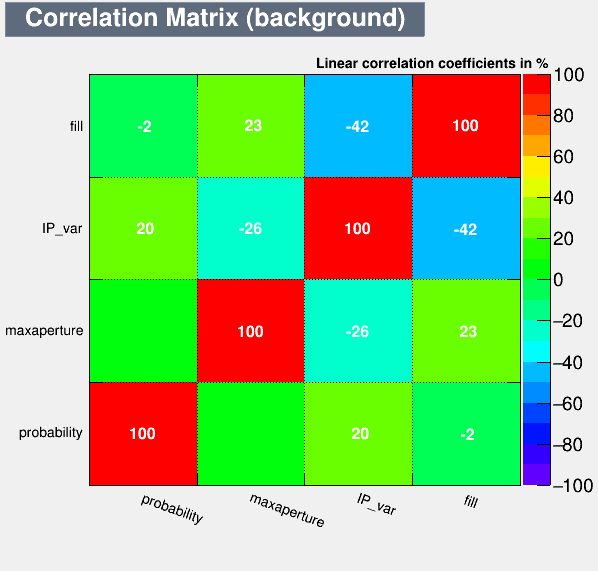 Correlation Matrix (background)
Linear correlation coefficients in %
fill -2 23 -42 100
IP_var 20 -26 100 -42
maxaperture 100 -26 23
probability 100 20 -2
probability maxaperture IP_var fill
100
80
60
40
20
0
−20
−40
−60
−80
−100